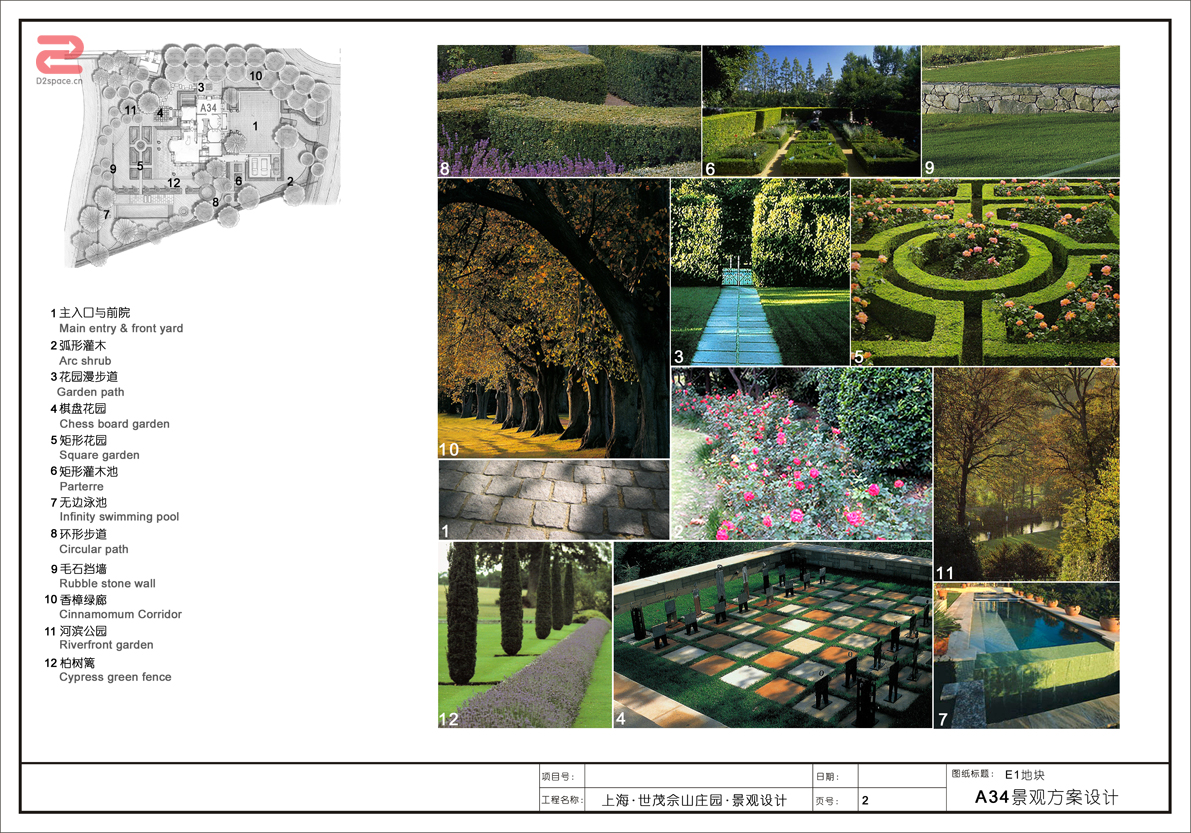 D2space.cn
10
3
11
4
A34
1
9
5
12
6
2
8
7
1 主入口与前院
Main entry & front yard
2 弧形灌木
Arc shrub
3 花园漫步道
Garden path
4 棋盘花园
Chess board garden
5 矩形花园
Square garden
6 矩形灌木池
Parterre
7 无边泳池
Infinity swimming pool
8 环形步道
Circular path
9 毛石挡墙
Rubble stone wall
10 香樟绿廊
Cinnamomum Corridor
11 河滨公园
Riverfront garden
12 柏树篱
Cypress green fence
8
6
9
10
3
5
1
2
11
12
4
7
项目号:
日期:
图纸标题: E1地块
工程名称: 上海·世茂佘山庄园·景观设计
页号: 2
A34景观方案设计